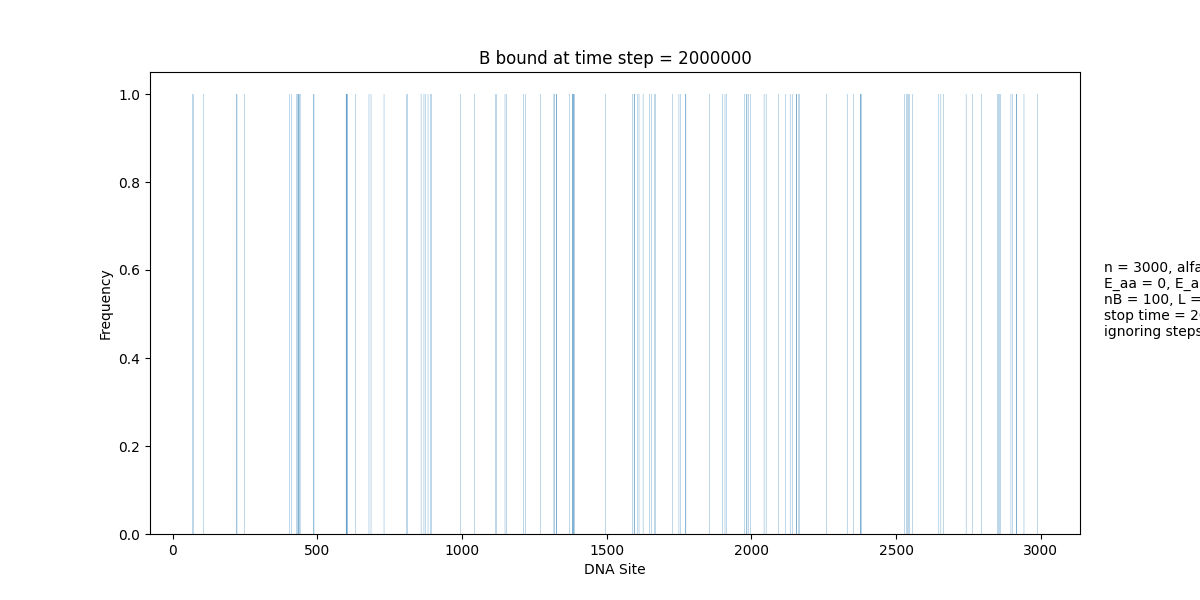 B bound at time step = 2000000
Frequency
1.0
0.8
0.6
0.4
0.2
0.0
0 500 1000 1500 2000 2500 3000
DNA Site
n = 3000, alfa
E_aa = 0, E_a
nB = 100, L =
stop time = 2
ignoring steps